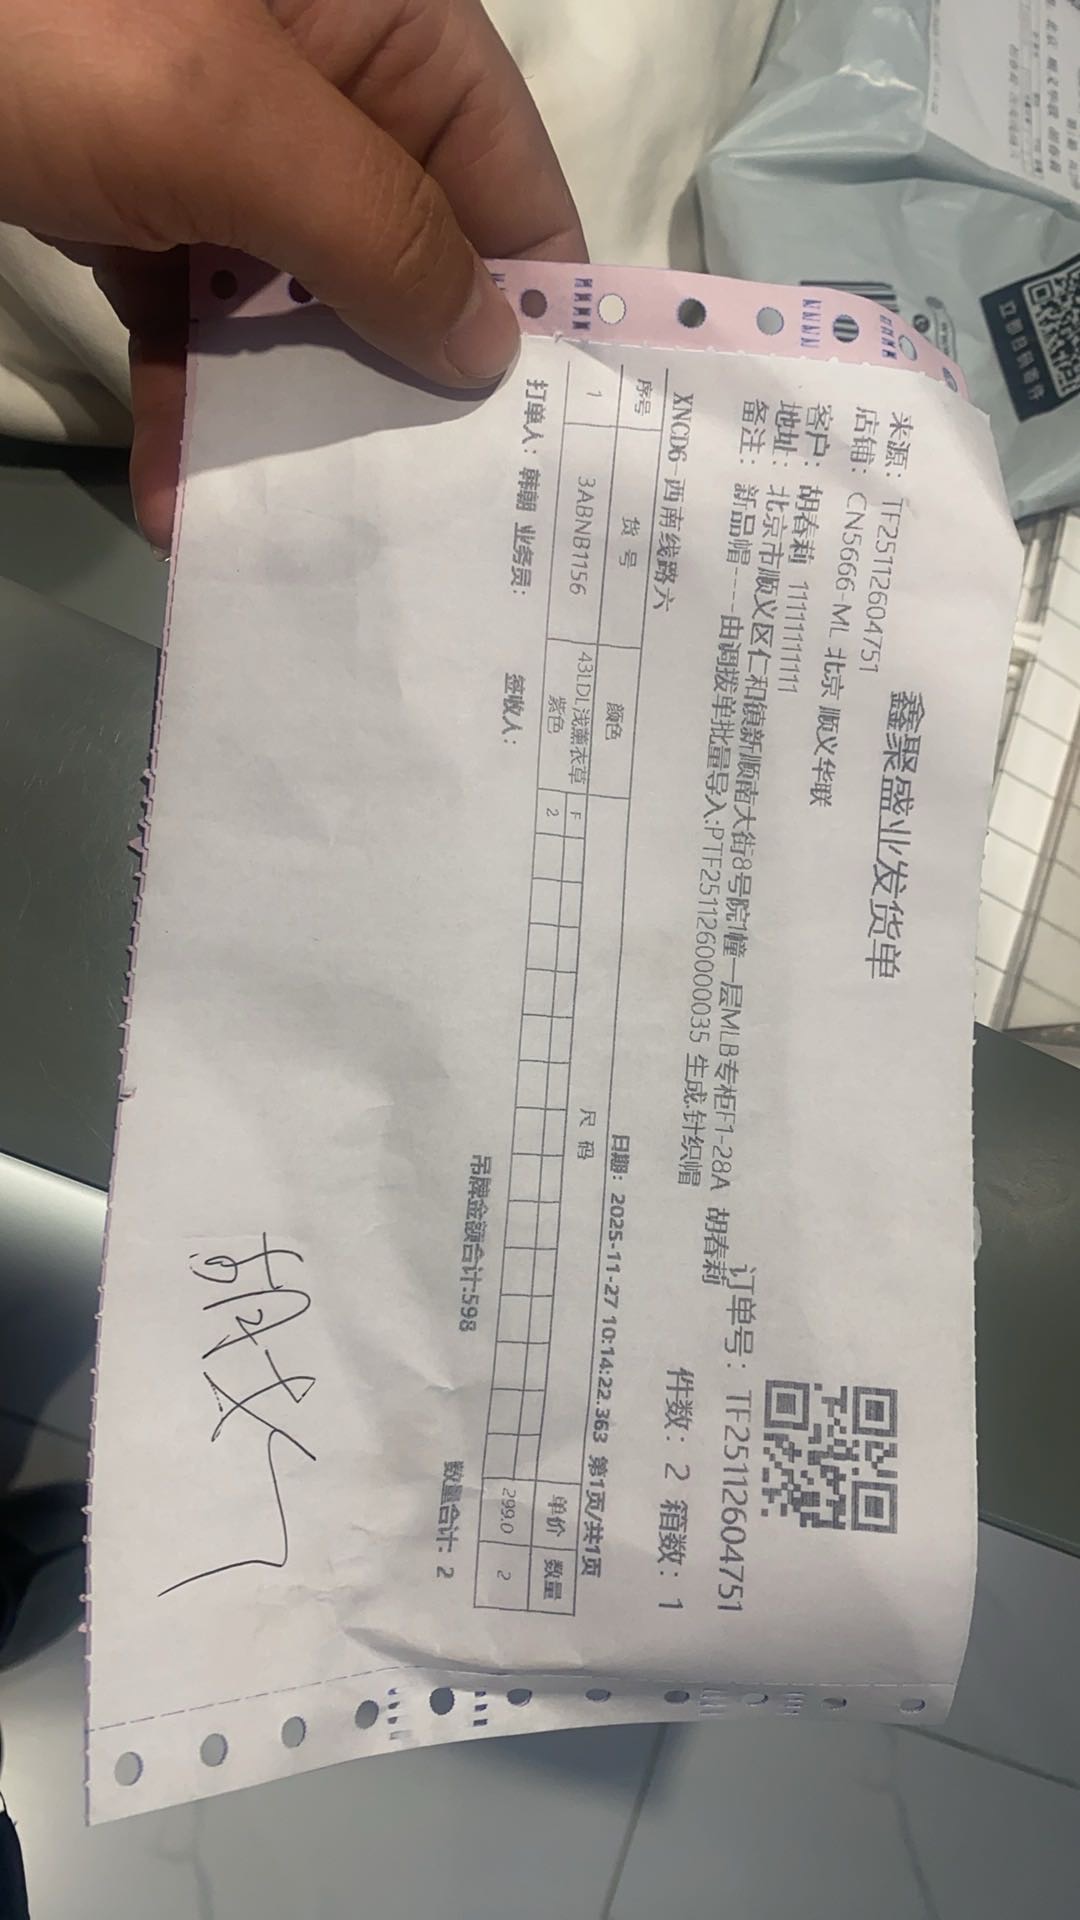 鑫聚盛业发货单
来源：TF25112604751
店铺：CN5666-ML 北京 顺义华联
客户：胡春莉 11111111111
地址：北京市顺义区仁和镇新顺南大街8号院1幢一层MLB专柜F1-28A 胡春莉
备注：新品帽----由调拨单批量导入:PTF251126000035 生成.针织帽
订单号：TF25112604751
件数：2 箱数：1
XNCD6-西南线路六
日期：2025-11-27 10:14:22.363 第1页/共1页
序号 货号 颜色 尺码 单价 数量
F
1 3ABNB1156 43LDL浅薰衣草紫色 2 299.0 2
打单人：韩朝 业务员： 签收人： 吊牌金额合计:598 数量合计：2